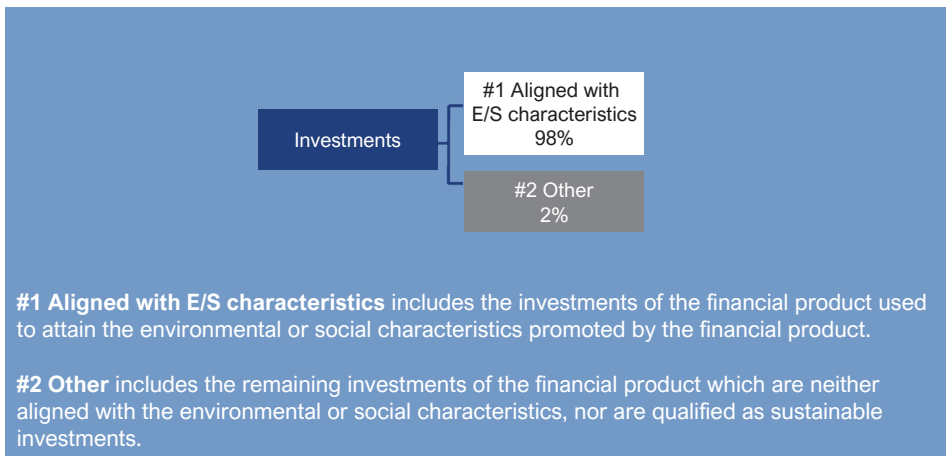 #1 Aligned with
E/S characteristics
98%
Investments
#2 Other
2%
#1 Aligned with E/S characteristics includes the investments of the financial product used
to attain the environmental or social characteristics promoted by the financial product.
#2 Other includes the remaining investments of the financial product which are neither
aligned with the environmental or social characteristics, nor are qualified as sustainable
investments.